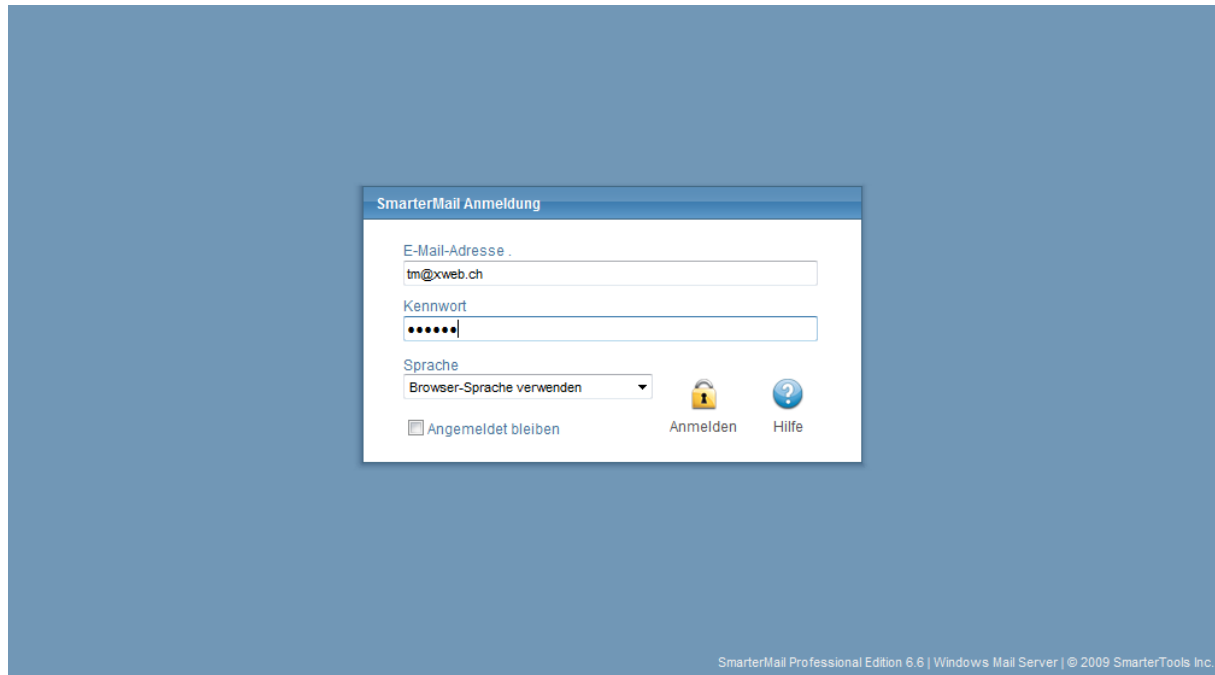 SmarterMail Anmeldung
E-Mail-Adresse .
tm@xweb.ch
Kennwort
••••••
Sprache
Browser-Sprache verwenden
Angemeldet bleiben
Anmelden
Hilfe
SmarterMail Professional Edition 6.6 | Windows Mail Server | © 2009 SmarterTools Inc.